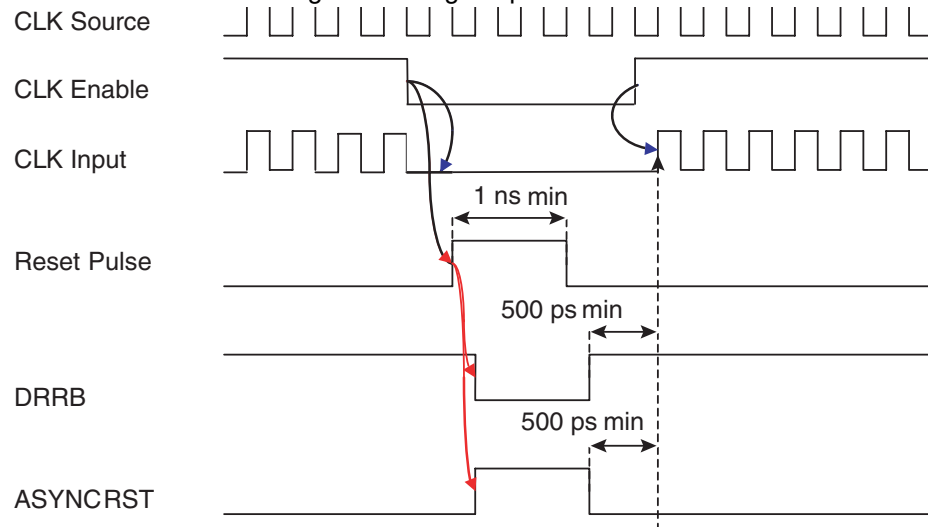 CLK Source
CLK Enable
CLK Input
1 ns min
Reset Pulse
500 ps min
DRRB
500 ps min
ASYNCRST